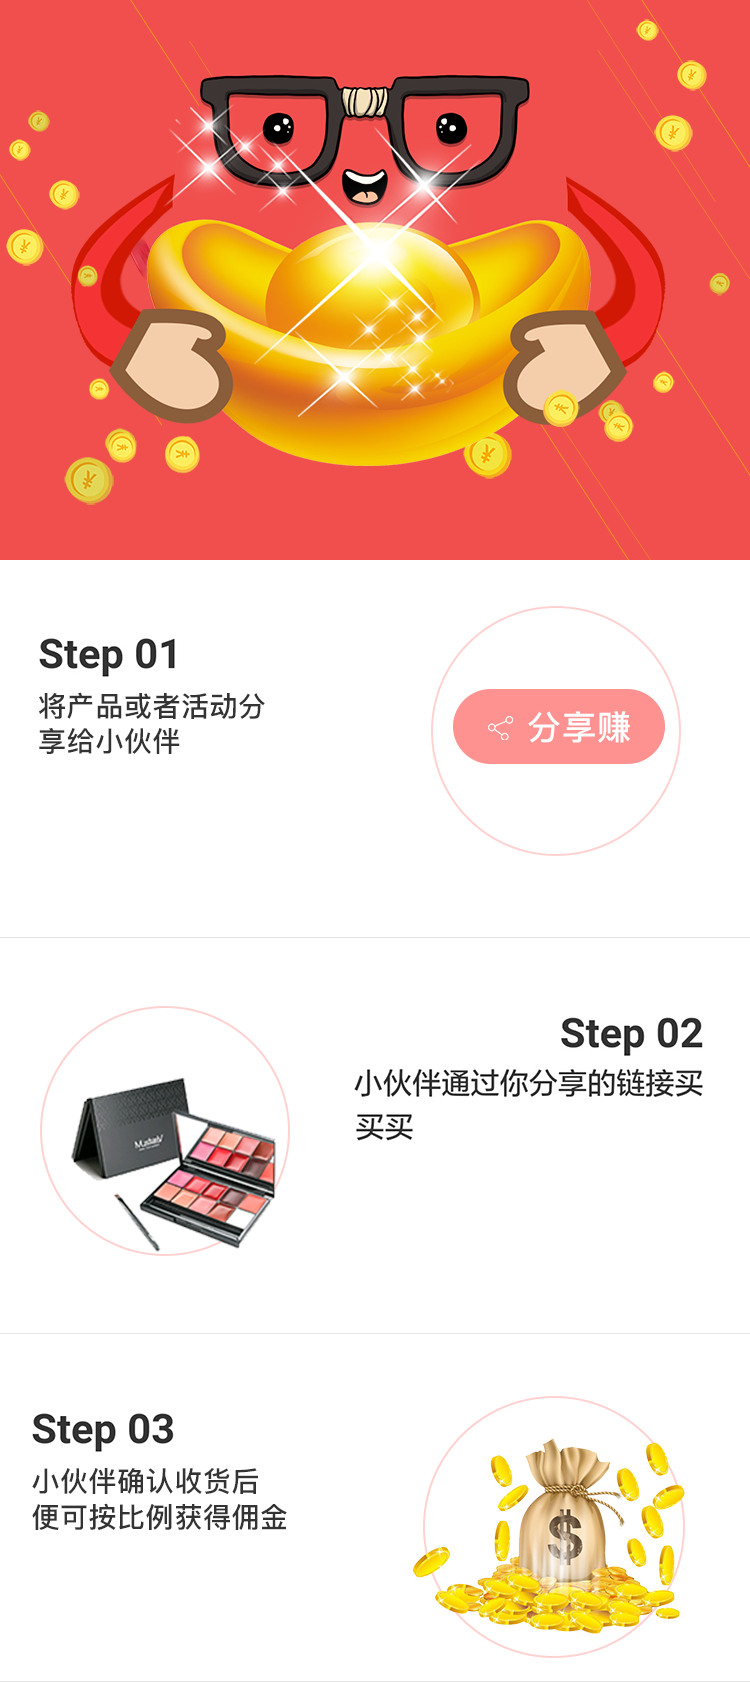 Step 01
将产品或者活动分
享给小伙伴
分享赚
Step 02
小伙伴通过你分享的链接买
买买
Step 03
小伙伴确认收货后
便可按比例获得佣金
$